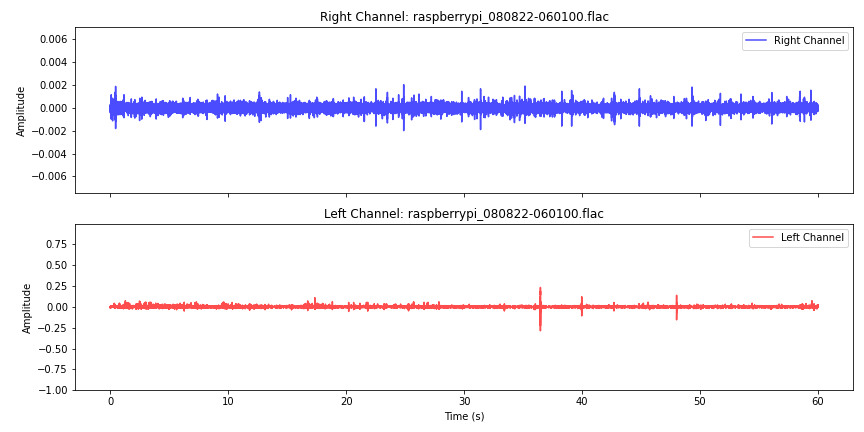 Right Channel: raspberrypi_080822-060100.flac
Right Channel
0.006
0.004
0.002
0.000
−0.002
−0.004
−0.006
Amplitude
Left Channel: raspberrypi_080822-060100.flac
Left Channel
0.75
0.50
0.25
0.00
−0.25
−0.50
−0.75
−1.00
Amplitude
0 10 20 30 40 50 60
Time (s)